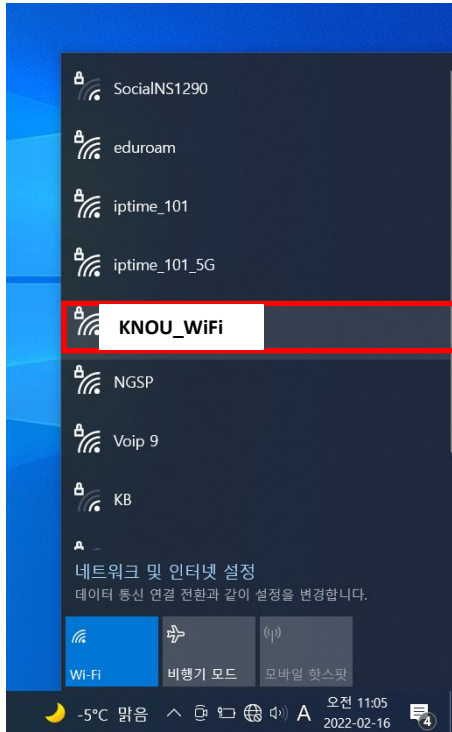 SocialNS1290
eduroam
iptime_101
iptime_101_5G
KNOU_WiFi
NGSP
Voip 9
KB
네트워크 및 인터넷 설정
데이터 통신 연결 전환과 같이 설정을 변경합니다.
Wi-Fi
비행기 모드
모바일 핫스팟
-5°C 맑음
A
오전 11:05
2022-02-16
4